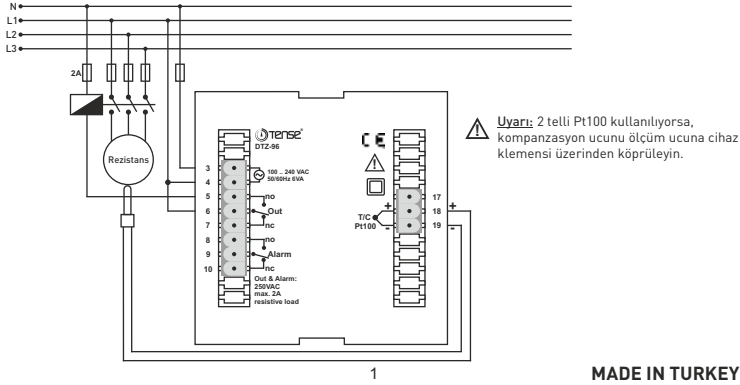 N
L1
L2
L3
2A
Rezistans
TENSE®
DTZ-96
3
4
5
6
7
8
9
10
100 .. 240 VAC
50/60Hz 6VA
no
Out
nc
no
Alarm
nc
Out & Alarm:
250VAC
max. 2A
resistive load
CE
T/C
Pt100
+
-
17
18
19
+
-
Uyarı: 2 telli Pt100 kullanılıyorsa,
kompanzasyon ucunu ölçüm ucuna cihaz
klemensi üzerinden köprüleyin.
1
MADE IN TURKEY